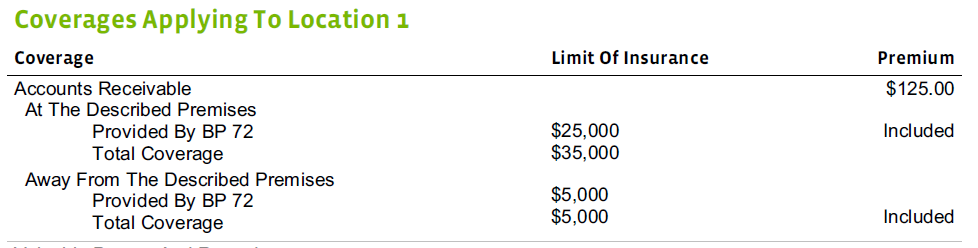 Coverages Applying To Location 1
Coverage Limit Of Insurance Premium
Accounts Receivable $125.00
At The Described Premises
Provided By BP 72 $25,000 Included
Total Coverage $35,000
Away From The Described Premises
Provided By BP 72 $5,000
Total Coverage $5,000 Included